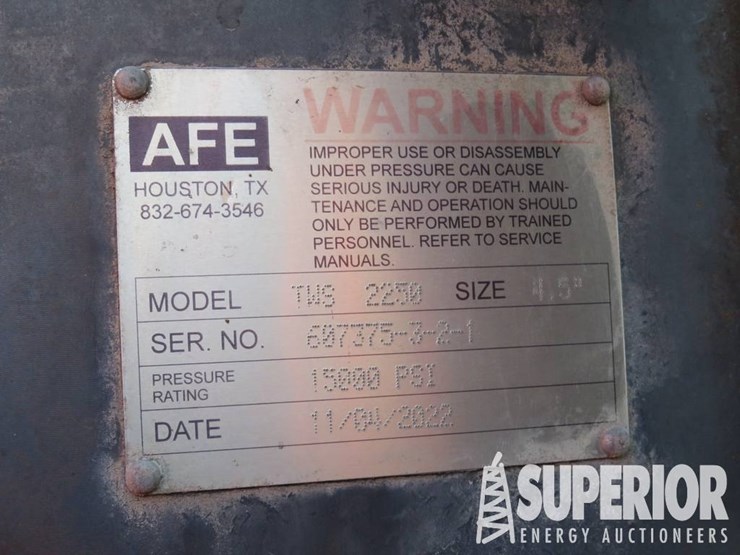 AFE
HOUSTON, TX
832-674-3546
WARNING
IMPROPER USE OR DISASSEMBLY
UNDER PRESSURE CAN CAUSE
SERIOUS INJURY OR DEATH. MAIN-
TENANCE AND OPERATION SHOULD
ONLY BE PERFORMED BY TRAINED
PERSONNEL. REFER TO SERVICE
MANUALS.
MODEL TWS 2250 SIZE 4.5"
SER. NO. 607375-3-2-1
PRESSURE
RATING 15000 PSI
DATE 11/04/2022
SUPERIOR
ENERGY AUCTIONEERS